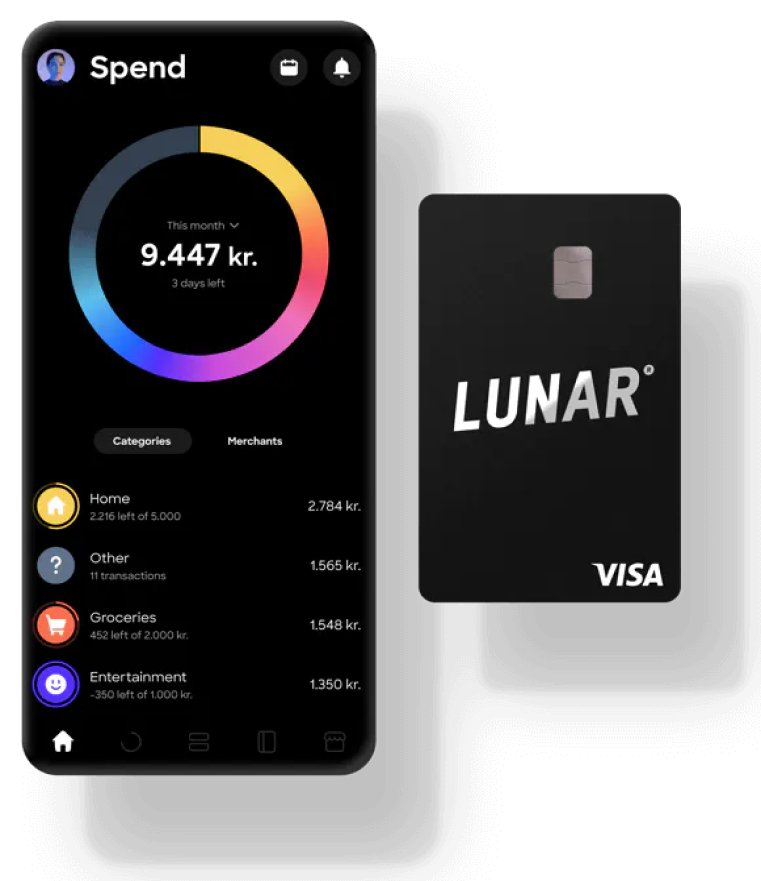 Spend
This month
9.447 kr.
3 days left
Categories
Merchants
Home
2.784 kr.
2.216 left of 5.000
Other
1.565 kr.
11 transactions
?
Groceries
1.548 kr.
452 left of 2.000 kr.
Entertainment
1.350 kr.
-350 left of 1.000 kr.
LUNAR®
VISA